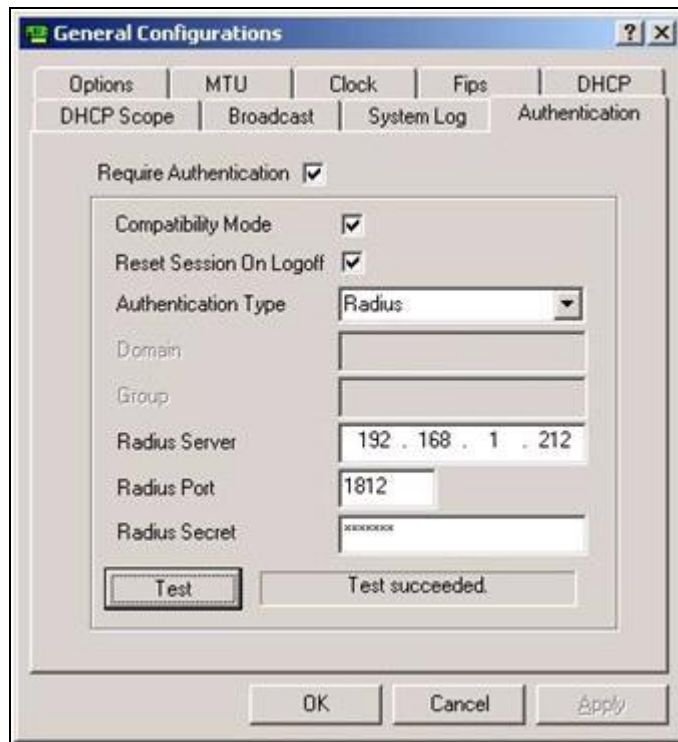 General Configurations
Options MTU Clock Fips DHCP
DHCP Scope Broadcast System Log Authentication
Require Authentication
Compatibility Mode
Reset Session On Logoff
Authentication Type Radius
Domain
Group
Radius Server 192 . 168 . 1 . 212
Radius Port 1812
Radius Secret xxxxxxx
Test Test succeeded.
OK Cancel Apply